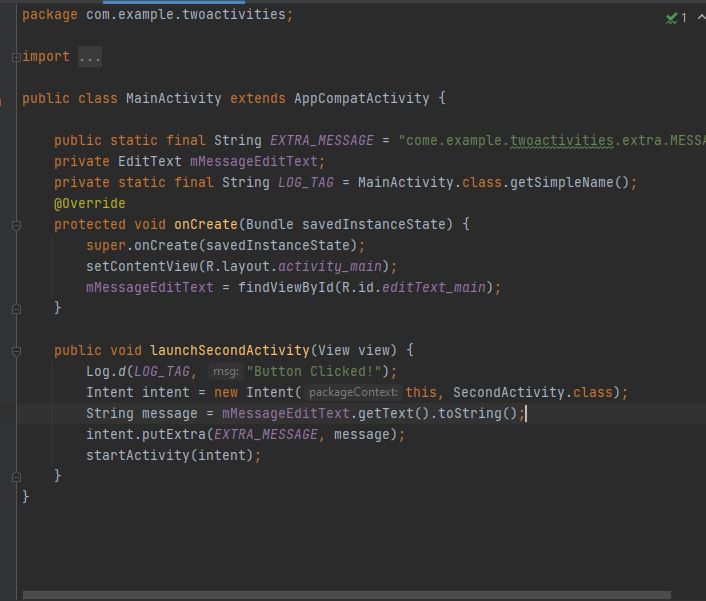 package com.example.twoactivities;
1
import ...
public class MainActivity extends AppCompatActivity {
public static final String EXTRA_MESSAGE = "come.example.twoactivities.extra.MESSA
private EditText mMessageEditText;
private static final String LOG_TAG = MainActivity.class.getSimpleName();
@Override
protected void onCreate(Bundle savedInstanceState) {
super.onCreate(savedInstanceState);
setContentView(R.layout.activity_main);
mMessageEditText = findViewById(R.id.editText_main);
}
public void launchSecondActivity(View view) {
Log.d(LOG_TAG, msg: "Button Clicked!");
Intent intent = new Intent( packageContext: this, SecondActivity.class);
String message = mMessageEditText.getText().toString();
intent.putExtra(EXTRA_MESSAGE, message);
startActivity(intent);
}
}